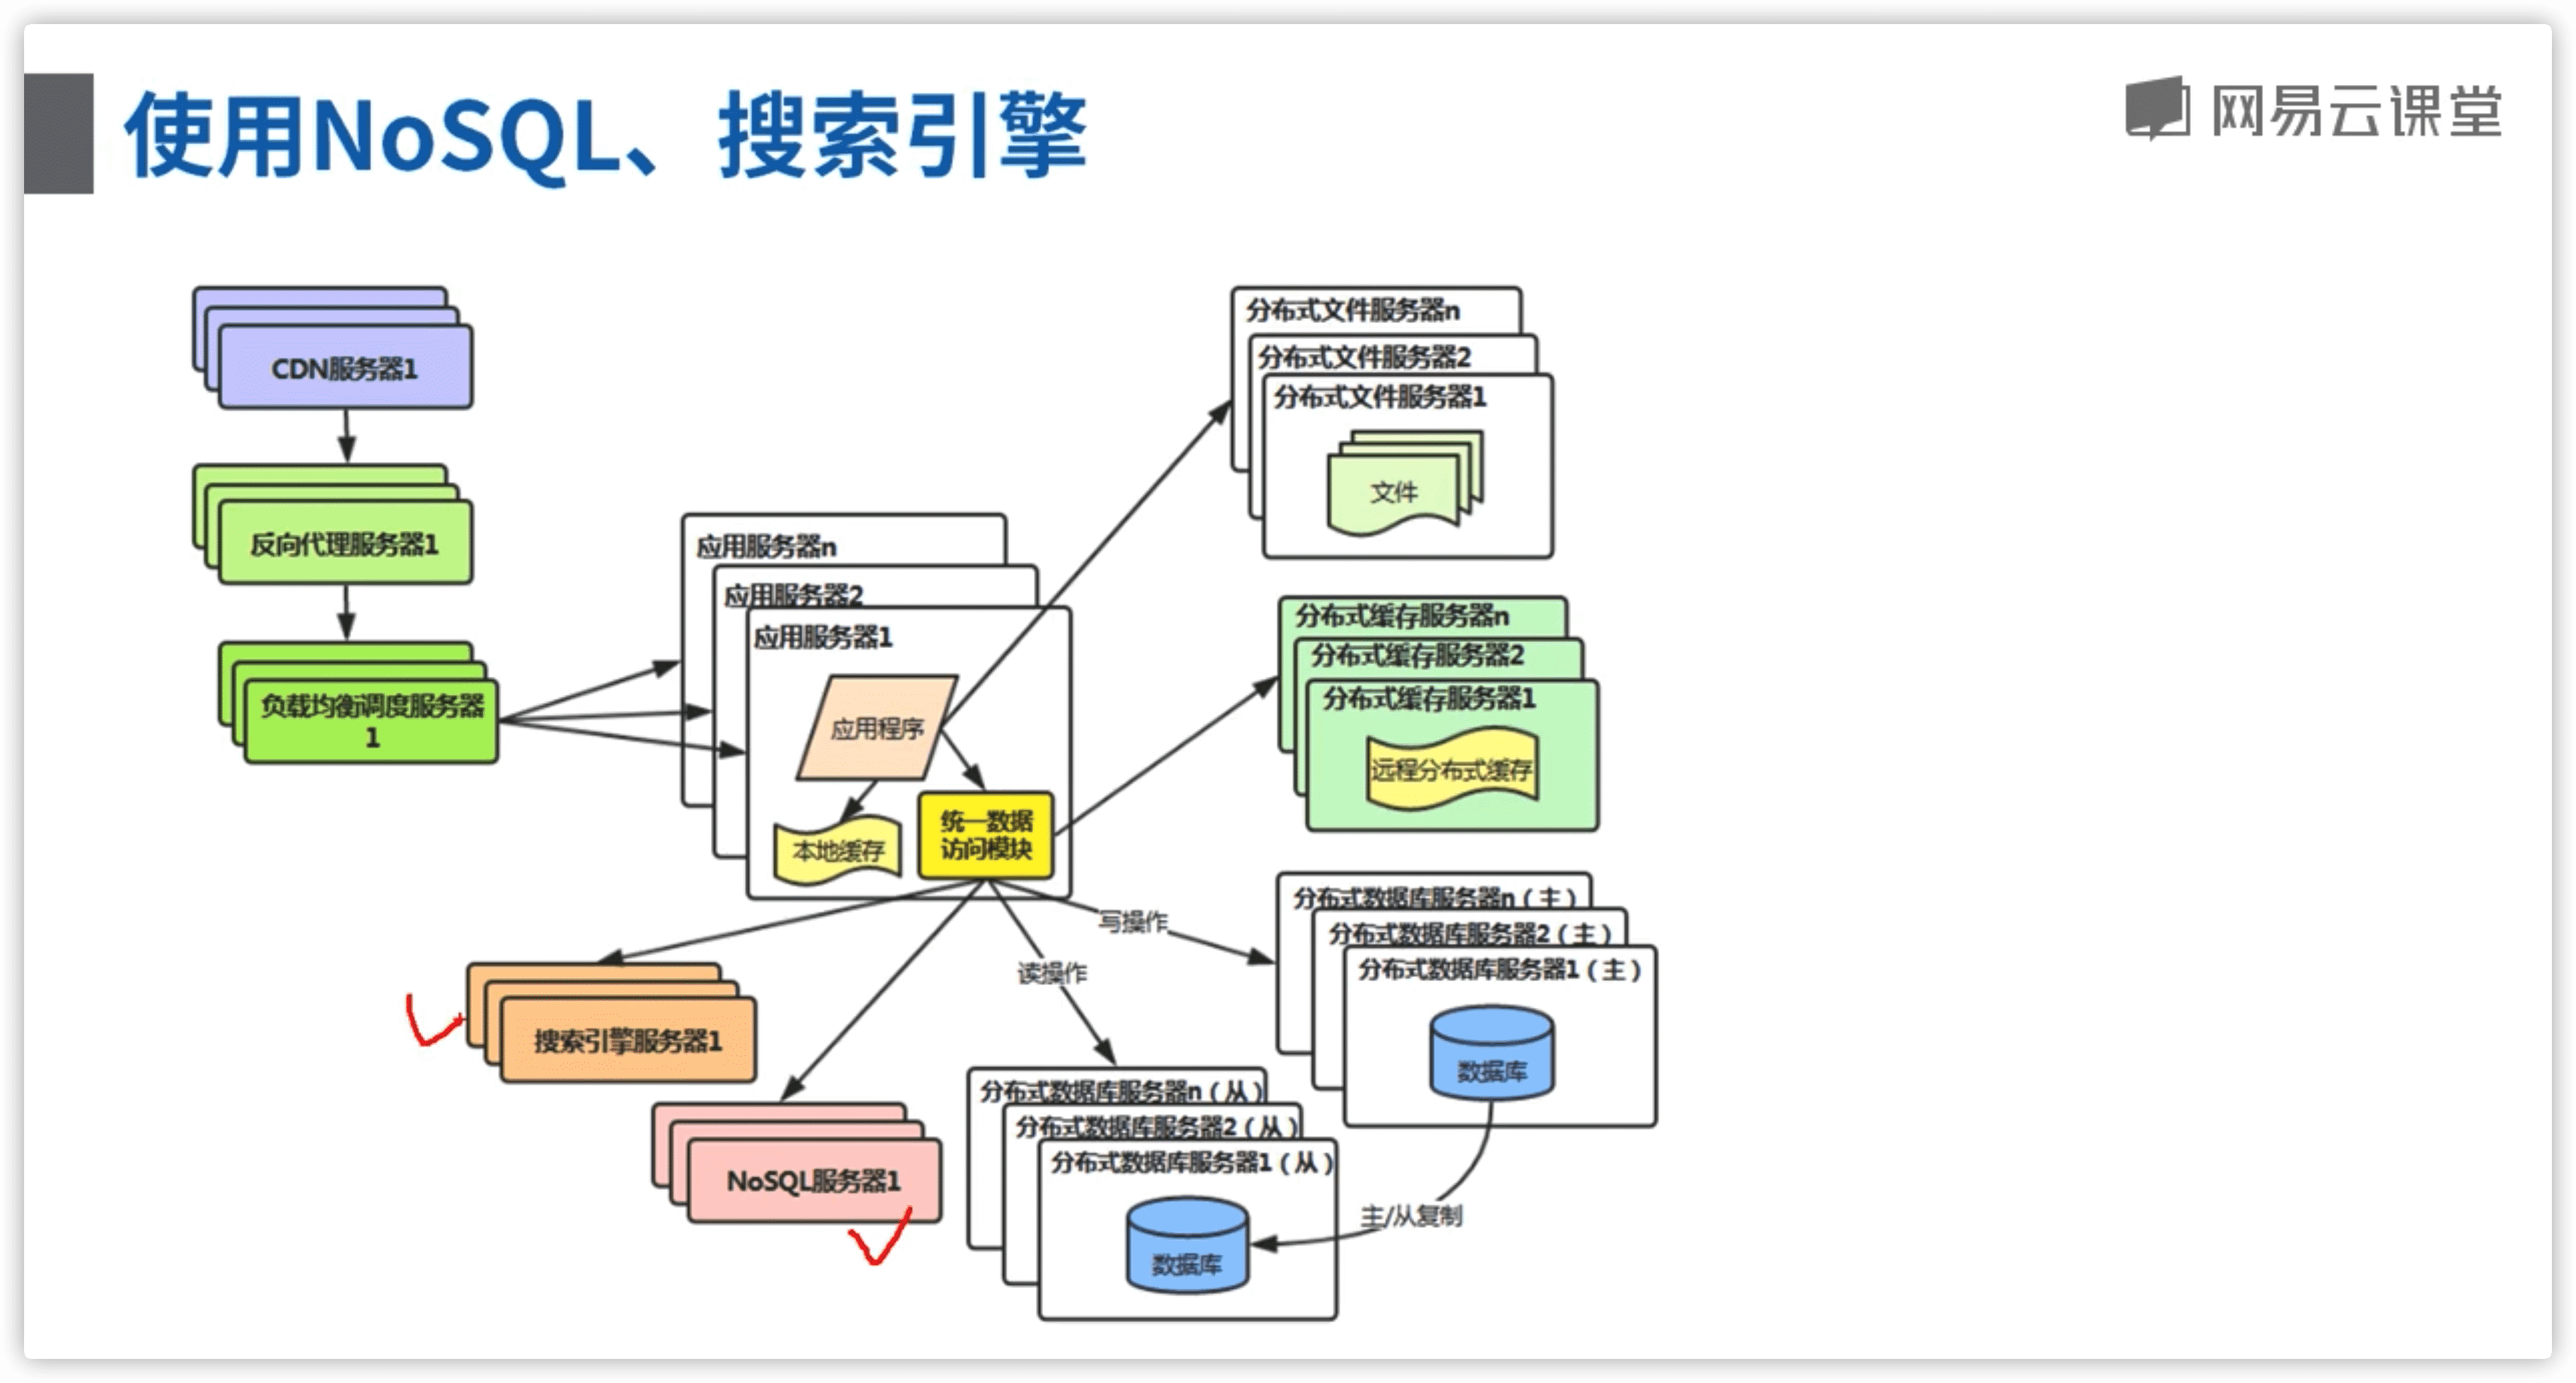 使用NoSQL、搜索引擎
网易云课堂
CDN服务器1
反向代理服务器1
负载均衡调度服务器
1
应用服务器n
应用服务器2
应用服务器1
应用程序
本地缓存
统一数据
访问模块
分布式文件服务器n
分布式文件服务器2
分布式文件服务器1
文件
分布式缓存服务器n
分布式缓存服务器2
分布式缓存服务器1
远程分布式缓存
写操作
读操作
分布式数据库服务器n（主）
分布式数据库服务器2（主）
分布式数据库服务器1（主）
数据库
搜索引擎服务器1
NoSQL服务器1
分布式数据库服务器n（从）
分布式数据库服务器2（从）
分布式数据库服务器1（从）
数据库
主/从复制